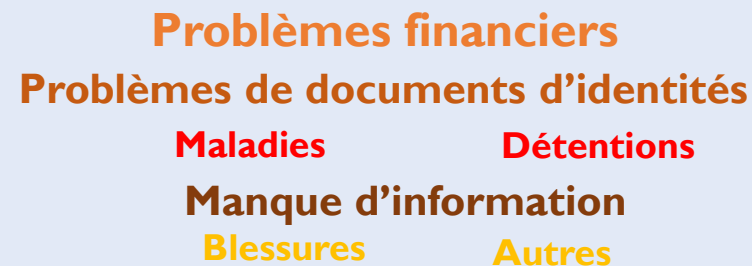 Problèmes financiers
Problèmes de documents d’identités
Maladies Détentions
Manque d’information
Blessures Autres